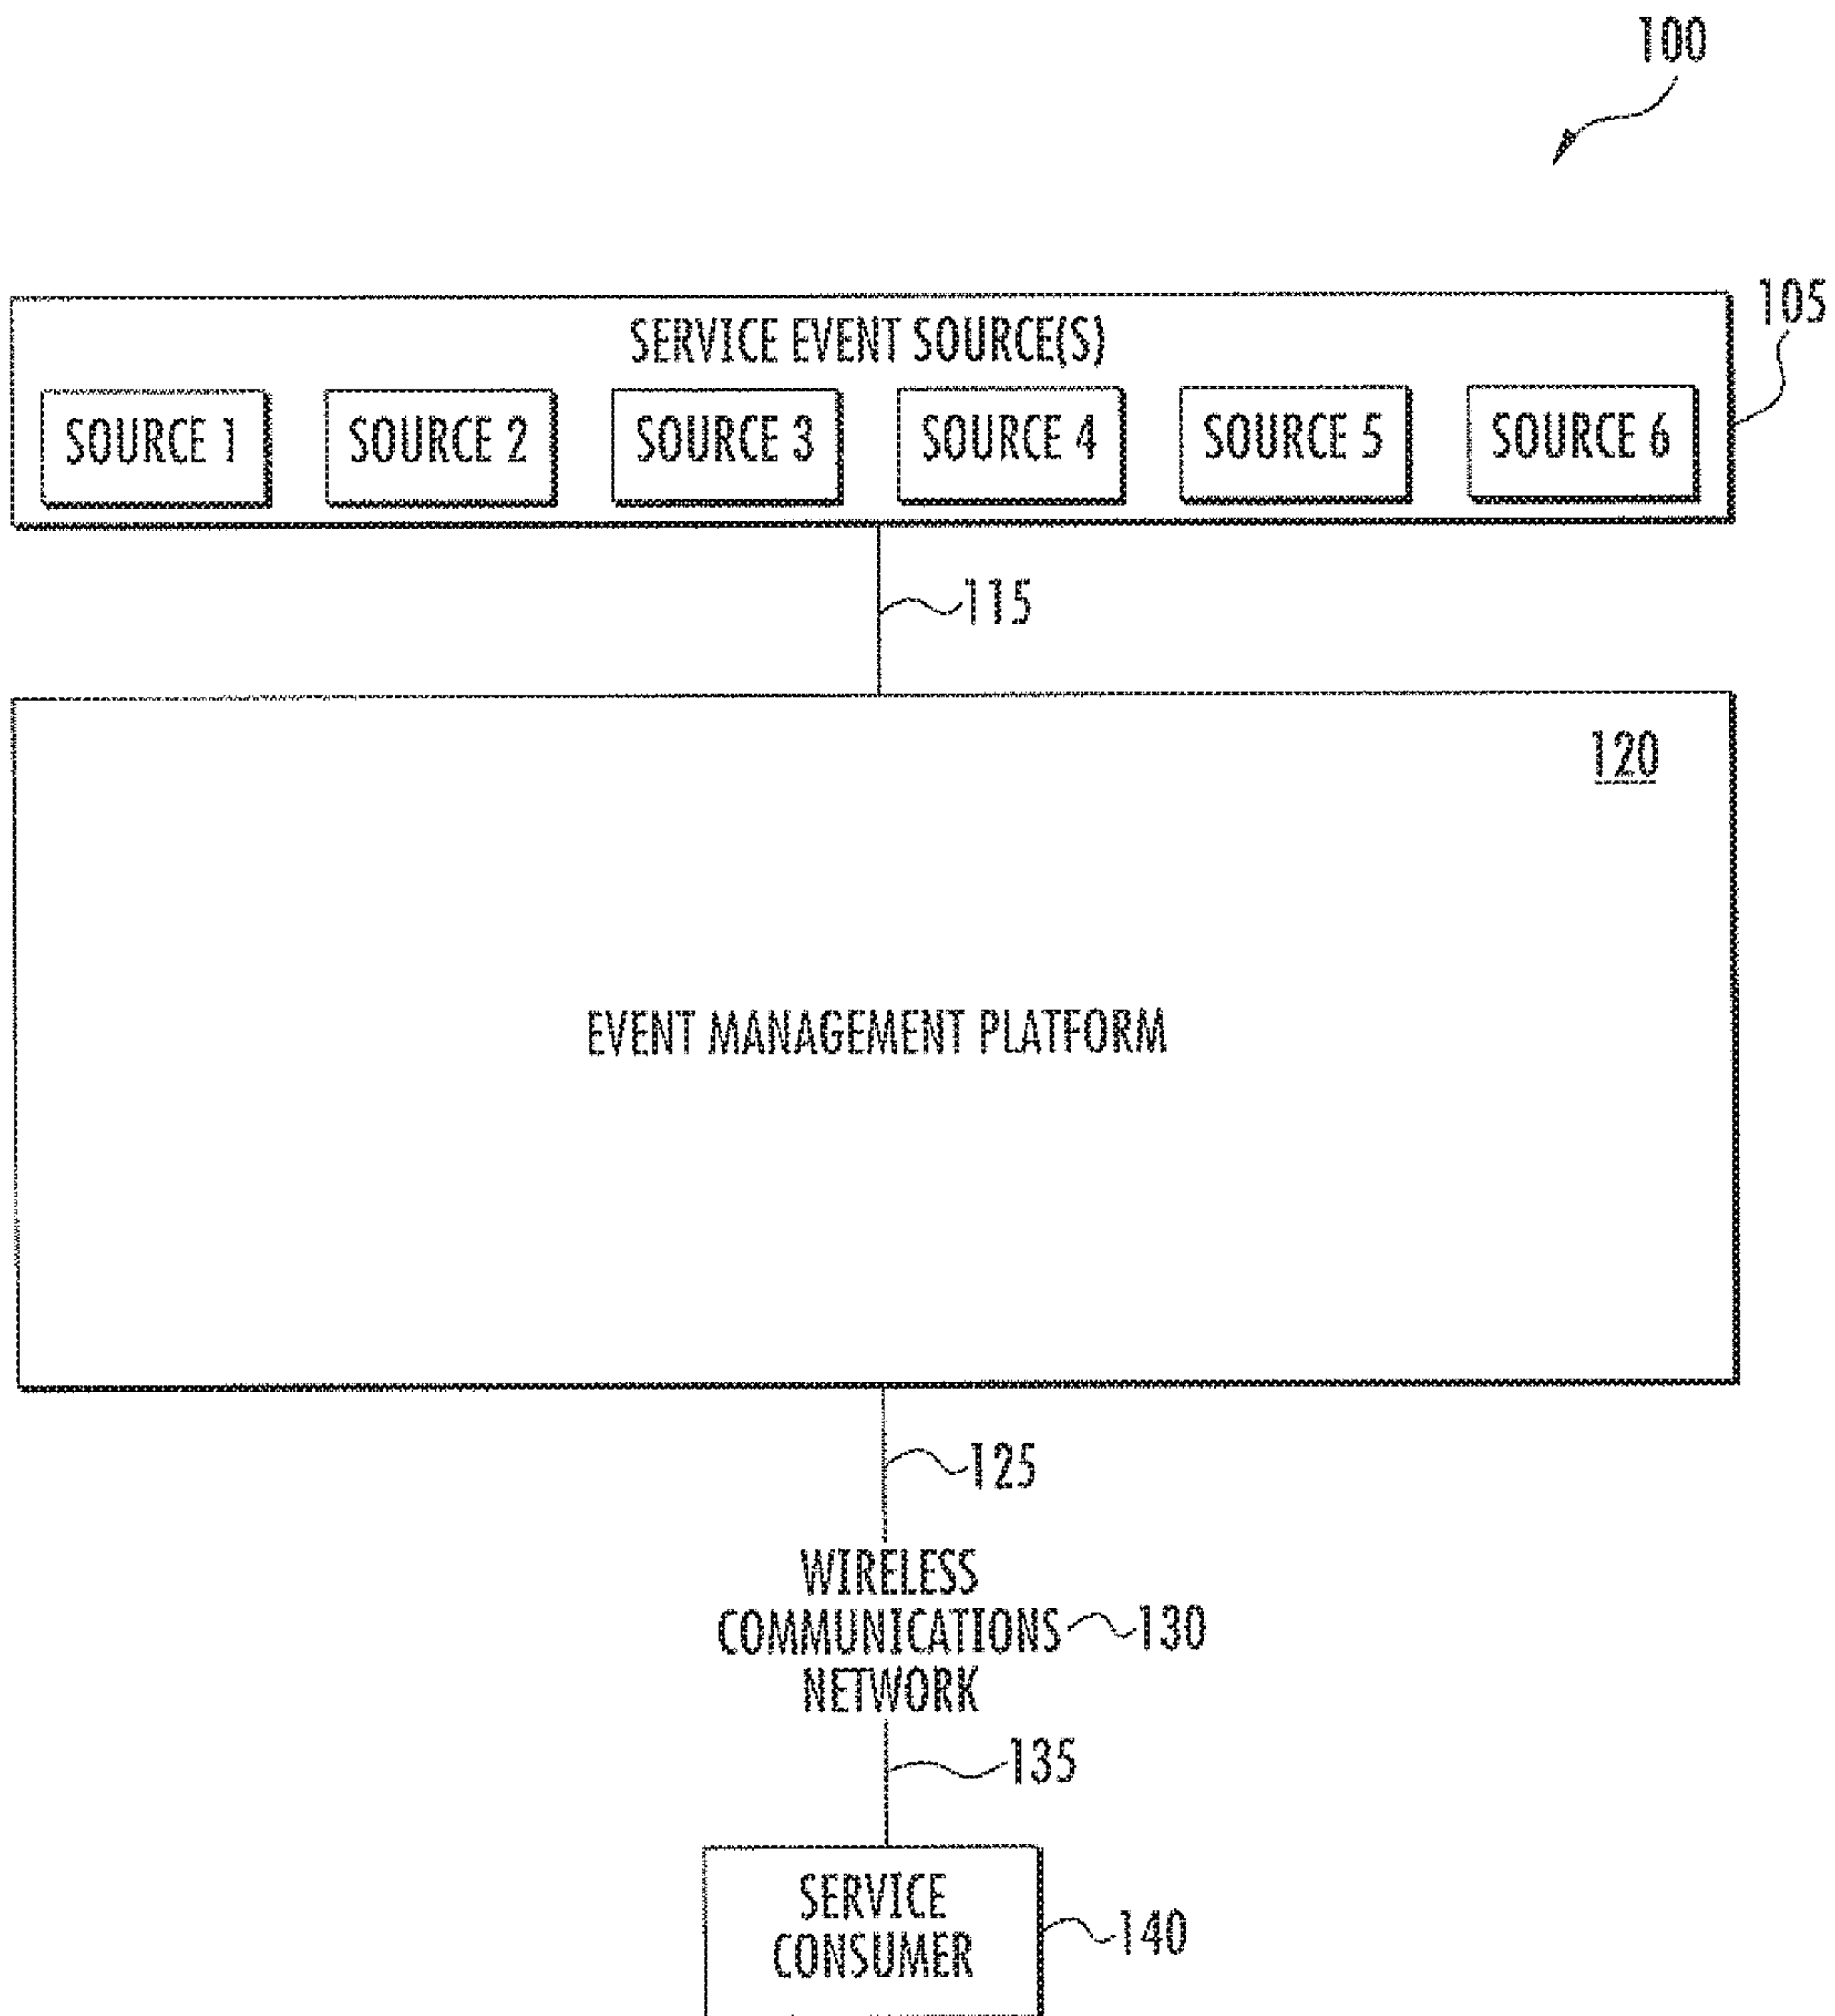 100
SERVICE EVENT SOURCE(S)
105
SOURCE 1
SOURCE 2
SOURCE 3
SOURCE 4
SOURCE 5
SOURCE 6
115
120
EVENT MANAGEMENT PLATFORM
125
WIRELESS
COMMUNICATIONS
NETWORK
130
135
SERVICE
CONSUMER
140